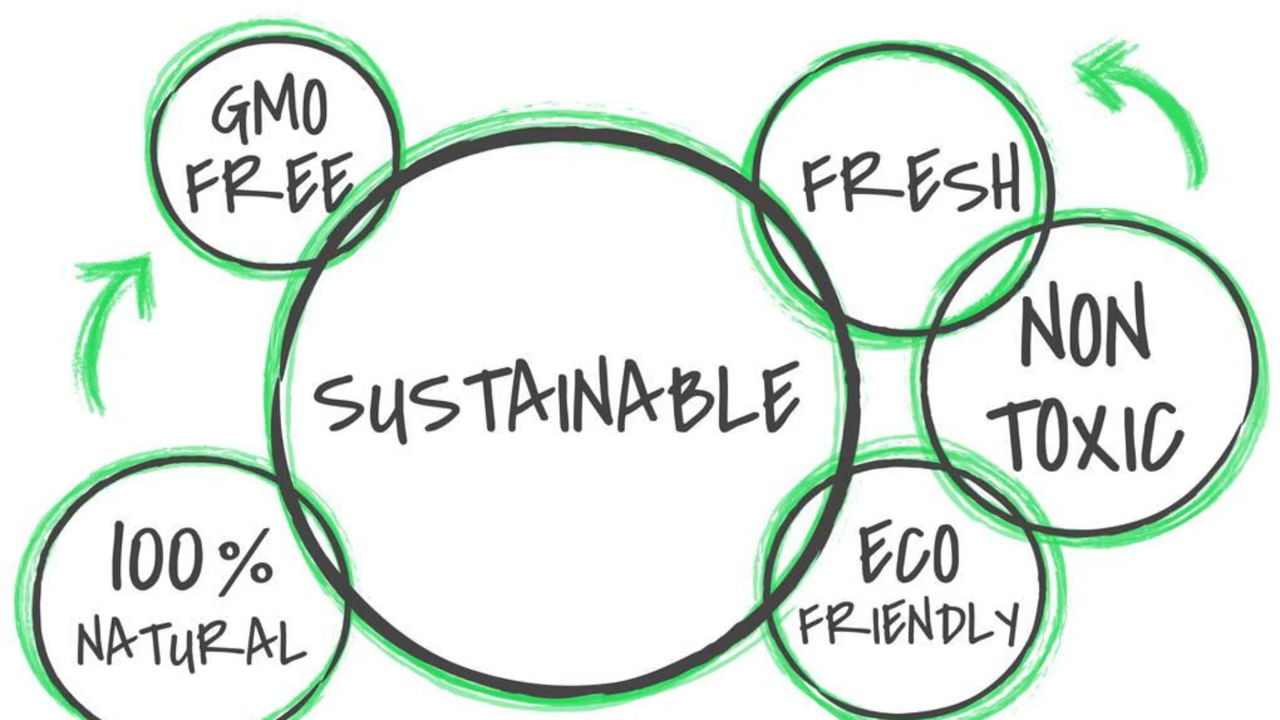 GMO
FREE
FRESH
NON
TOXIC
SUSTAINABLE
100%
NATURAL
ECO
FRIENDLY